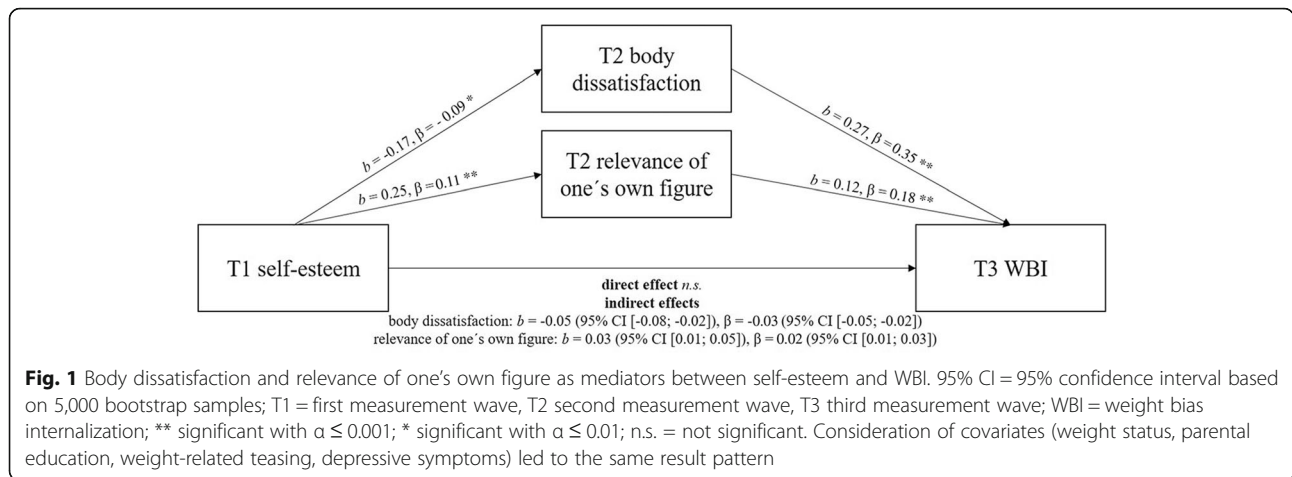 T2 body
dissatisfaction
b = -0.17, β = - 0.09 *
b = 0.27, β = 0.35 **
T2 relevance of
one´s own figure
b = 0.25, β = 0.11 **
b = 0.12, β = 0.18 **
T1 self-esteem
T3 WBI
direct effect n.s.
indirect effects
body dissatisfaction: b = -0.05 (95% CI [-0.08; -0.02]), β = -0.03 (95% CI [-0.05; -0.02])
relevance of one´s own figure: b = 0.03 (95% CI [0.01; 0.05]), β = 0.02 (95% CI [0.01; 0.03])
Fig. 1 Body dissatisfaction and relevance of one’s own figure as mediators between self-esteem and WBI. 95% CI = 95% confidence interval based
on 5,000 bootstrap samples; T1 = first measurement wave, T2 second measurement wave, T3 third measurement wave; WBI = weight bias
internalization; ** significant with α ≤ 0.001; * significant with α ≤ 0.01; n.s. = not significant. Consideration of covariates (weight status, parental
education, weight-related teasing, depressive symptoms) led to the same result pattern